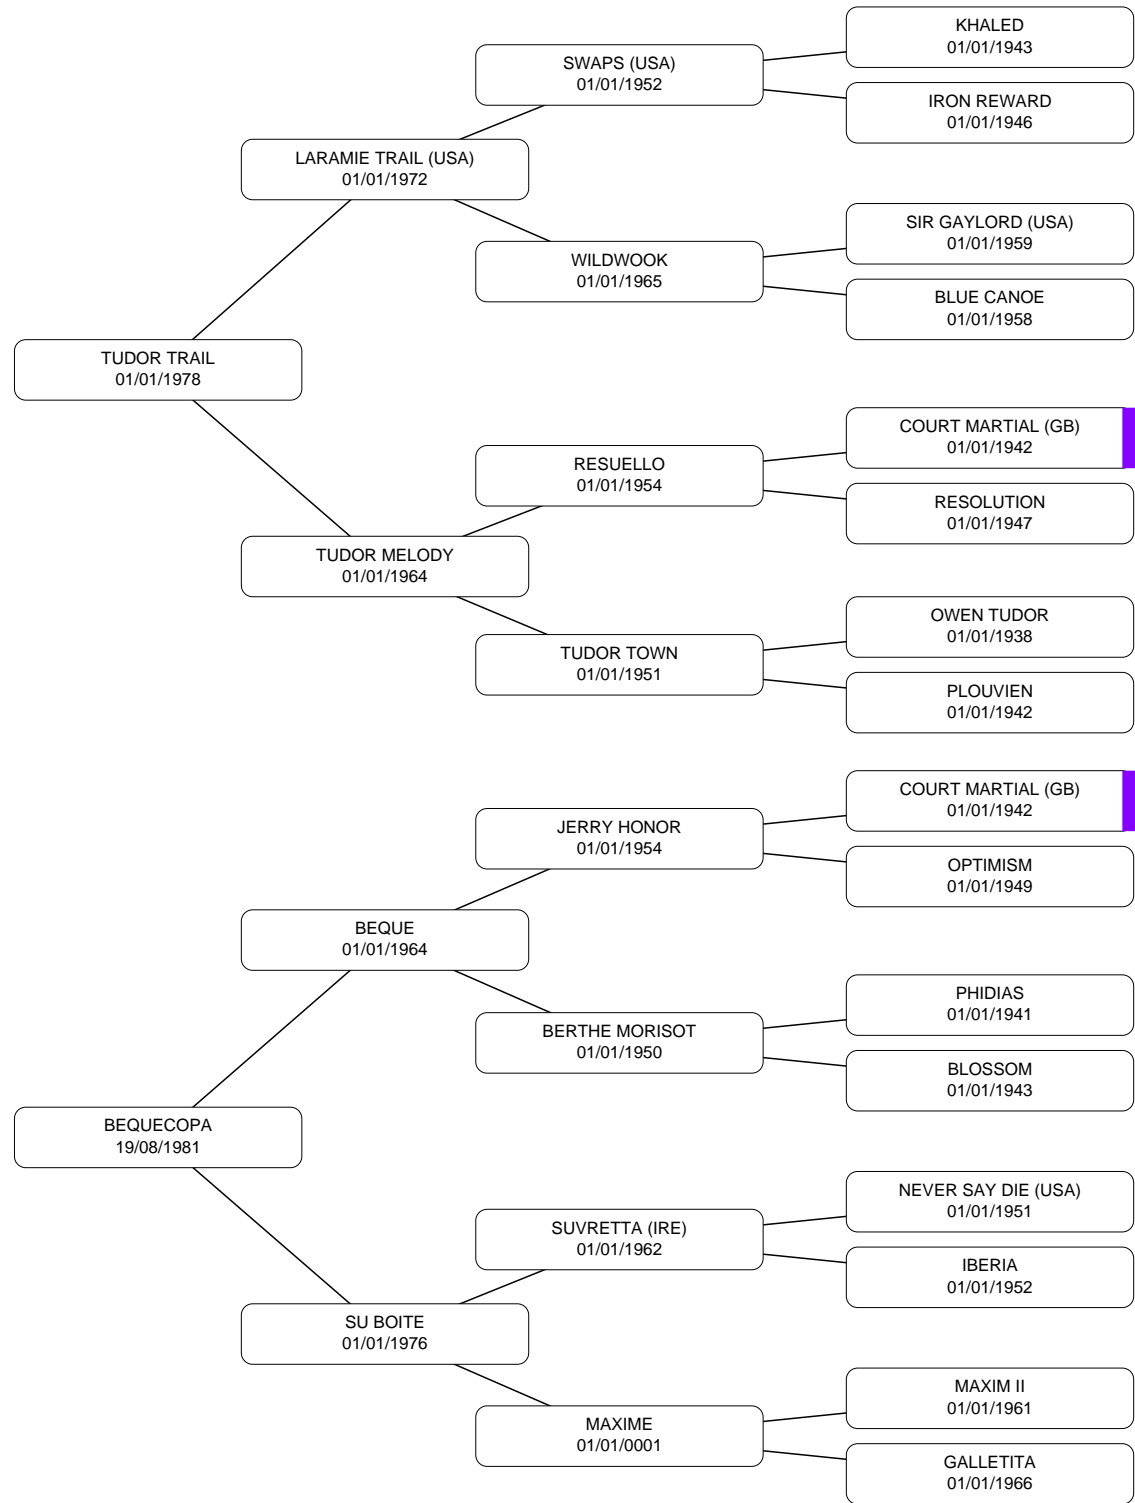 KHALED
01/01/1943
SWAPS (USA)
01/01/1952
IRON REWARD
01/01/1946
LARAMIE TRAIL (USA)
01/01/1972
SIR GAYLORD (USA)
01/01/1959
WILDWOOK
01/01/1965
BLUE CANOE
01/01/1958
TUDOR TRAIL
01/01/1978
COURT MARTIAL (GB)
01/01/1942
RESUELLO
01/01/1954
RESOLUTION
01/01/1947
TUDOR MELODY
01/01/1964
OWEN TUDOR
01/01/1938
TUDOR TOWN
01/01/1951
PLOUVIEN
01/01/1942
COURT MARTIAL (GB)
01/01/1942
JERRY HONOR
01/01/1954
OPTIMISM
01/01/1949
BEQUE
01/01/1964
PHIDIAS
01/01/1941
BERTHE MORISOT
01/01/1950
BLOSSOM
01/01/1943
BEQUECOPA
19/08/1981
NEVER SAY DIE (USA)
01/01/1951
SUVRETTA (IRE)
01/01/1962
IBERIA
01/01/1952
SU BOITE
01/01/1976
MAXIM II
01/01/1961
MAXIME
01/01/0001
GALLETITA
01/01/1966